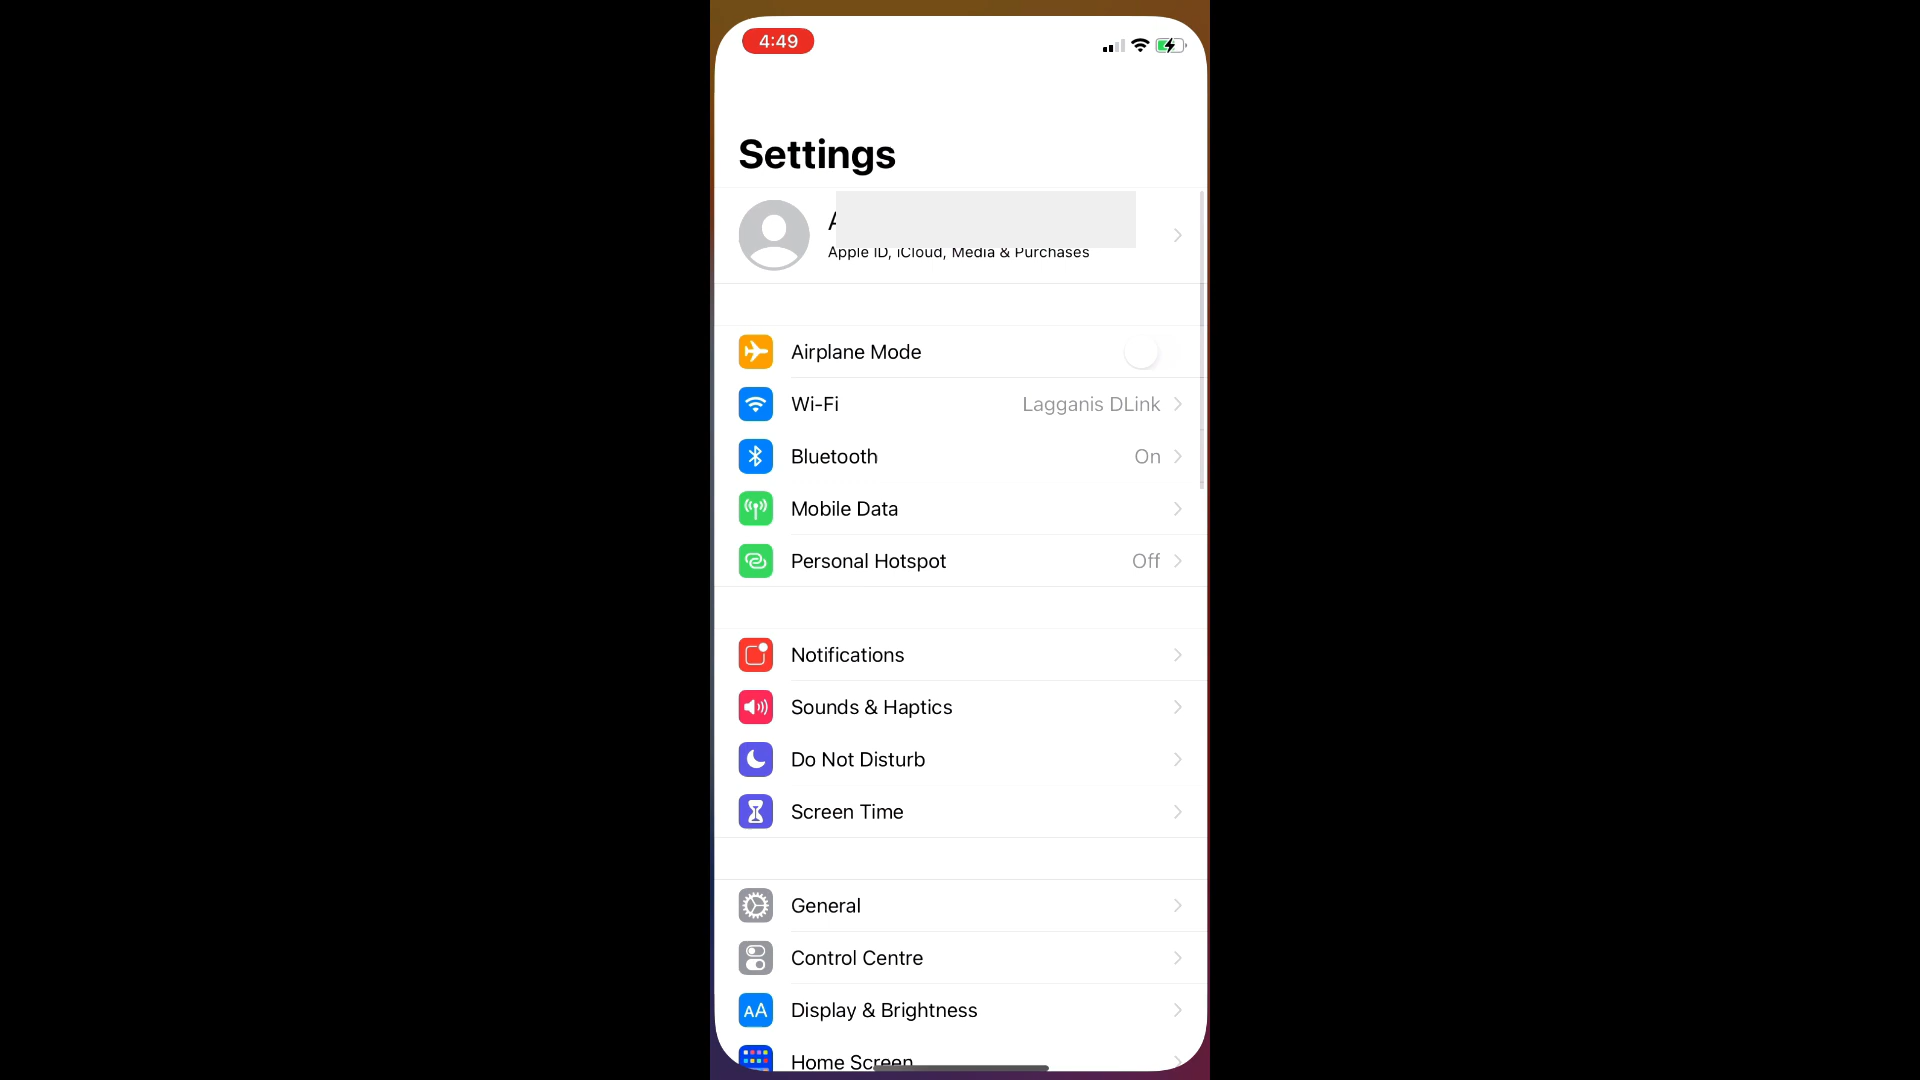 4:49
Settings
Apple ID, iCloud, Media & Purchases
Airplane Mode
Wi-Fi Lagganis DLink
Bluetooth On
Mobile Data
Personal Hotspot Off
Notifications
Sounds & Haptics
Do Not Disturb
Screen Time
General
Control Centre
AA Display & Brightness
Home Screen